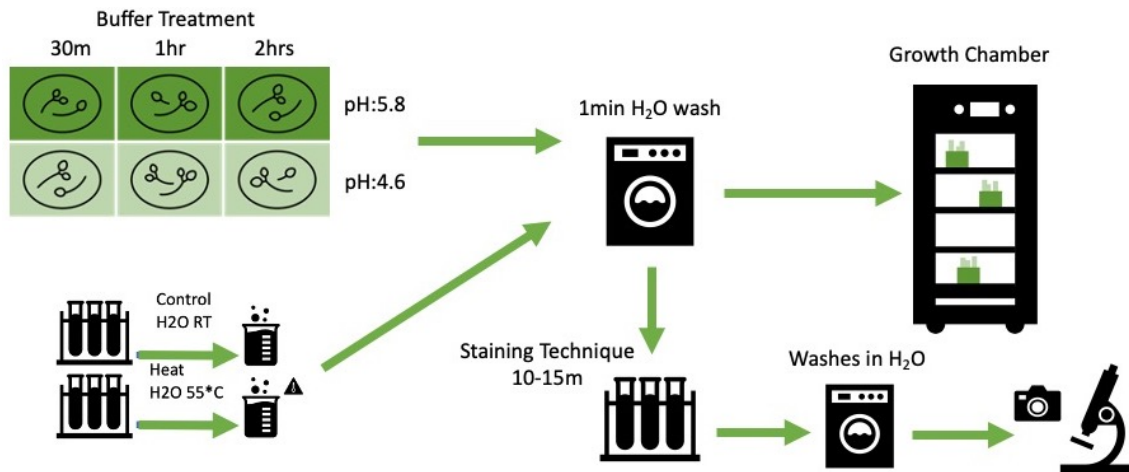 Buffer Treatment
30m 1hr 2hrs
pH:5.8
pH:4.6
Control
H2O RT
Heat
H2O 55*C
1min H₂O wash
Growth Chamber
Staining Technique
10-15m
Washes in H₂O